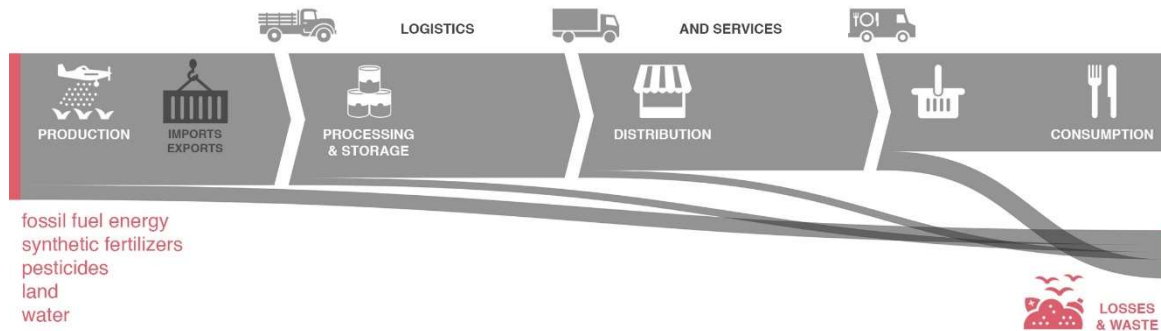 LOGISTICS
AND SERVICES
PRODUCTION
IMPORTS
EXPORTS
PROCESSING
& STORAGE
DISTRIBUTION
CONSUMPTION
fossil fuel energy
synthetic fertilizers
pesticides
land
water
LOSSES
& WASTE